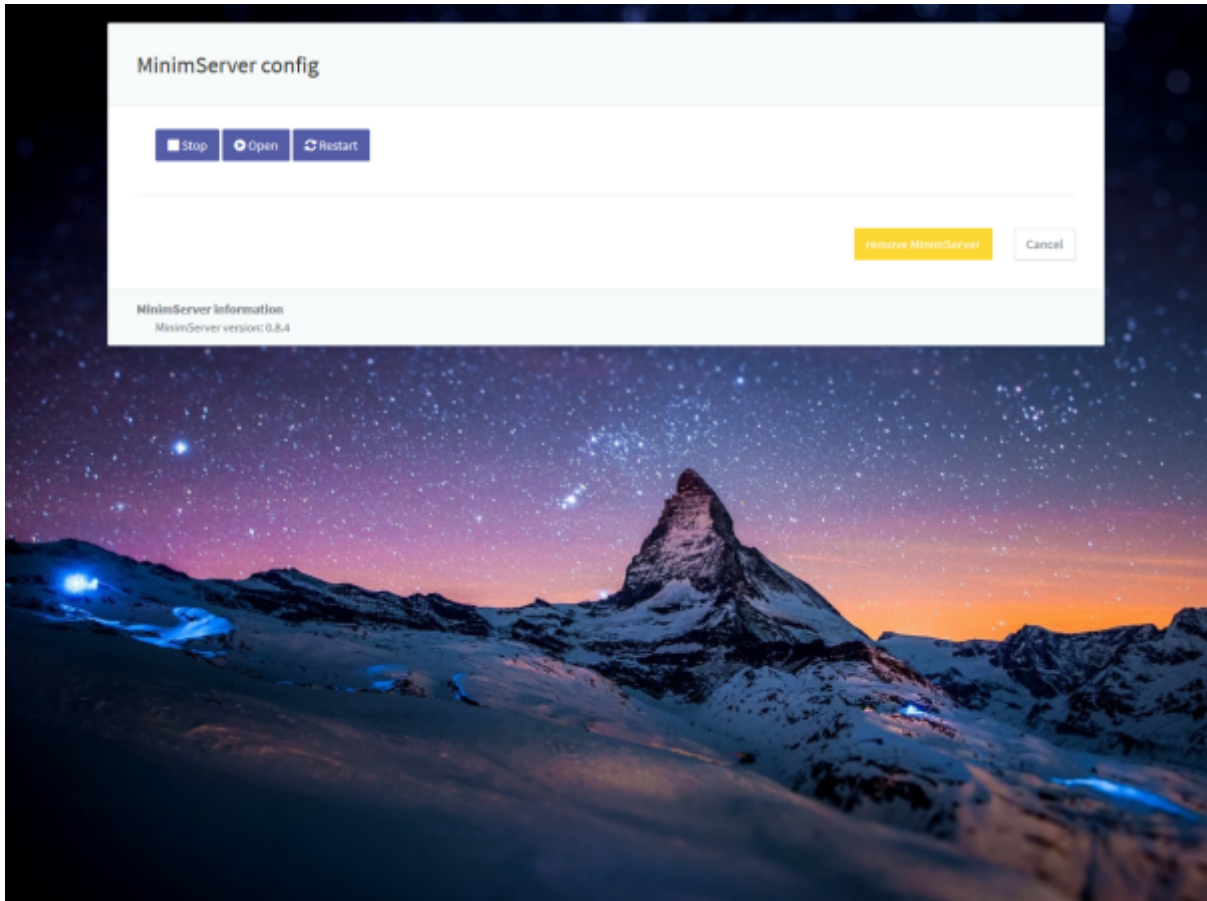 MinimServer config
Stop Open Restart
remove MinimServer Cancel
MinimServer information
MinimServer version: 0.8.4